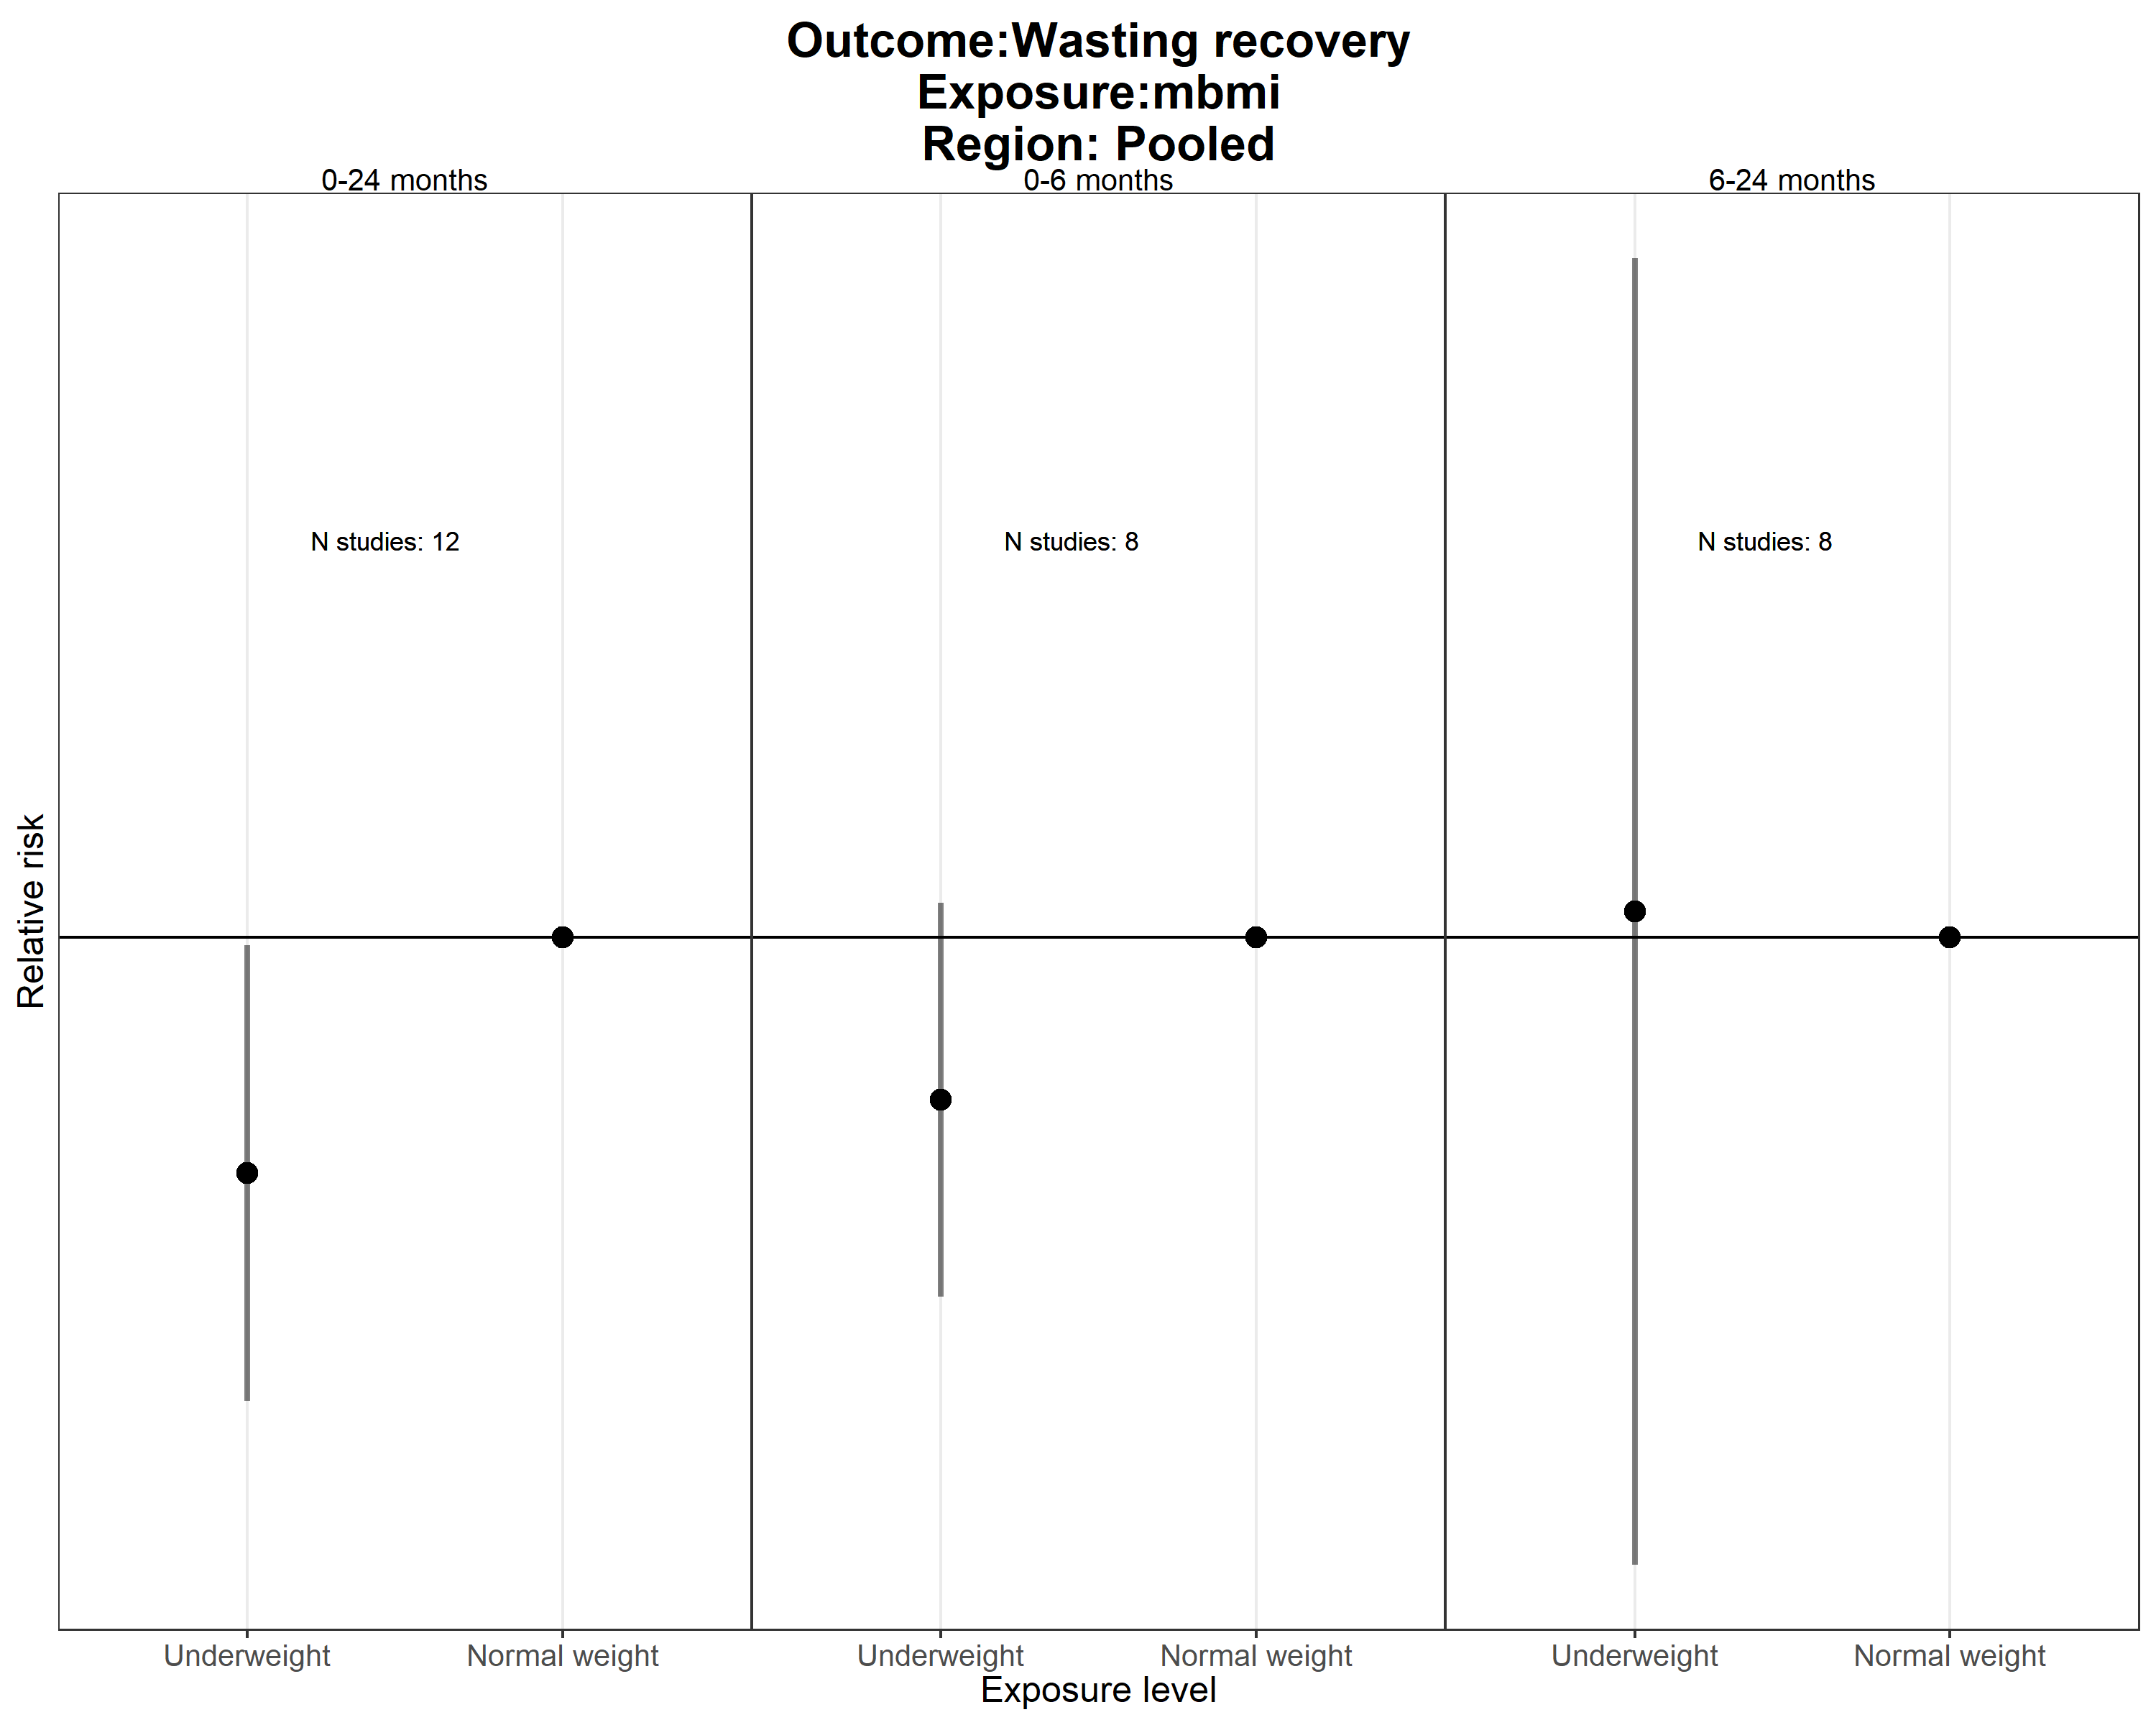 Outcome:Wasting recovery
Exposure:mbmi
Region: Pooled
0-24 months
0-6 months
6-24 months
N studies: 12
N studies: 8
N studies: 8
Relative risk
Underweight
Normal weight
Underweight
Normal weight
Underweight
Normal weight
Exposure level